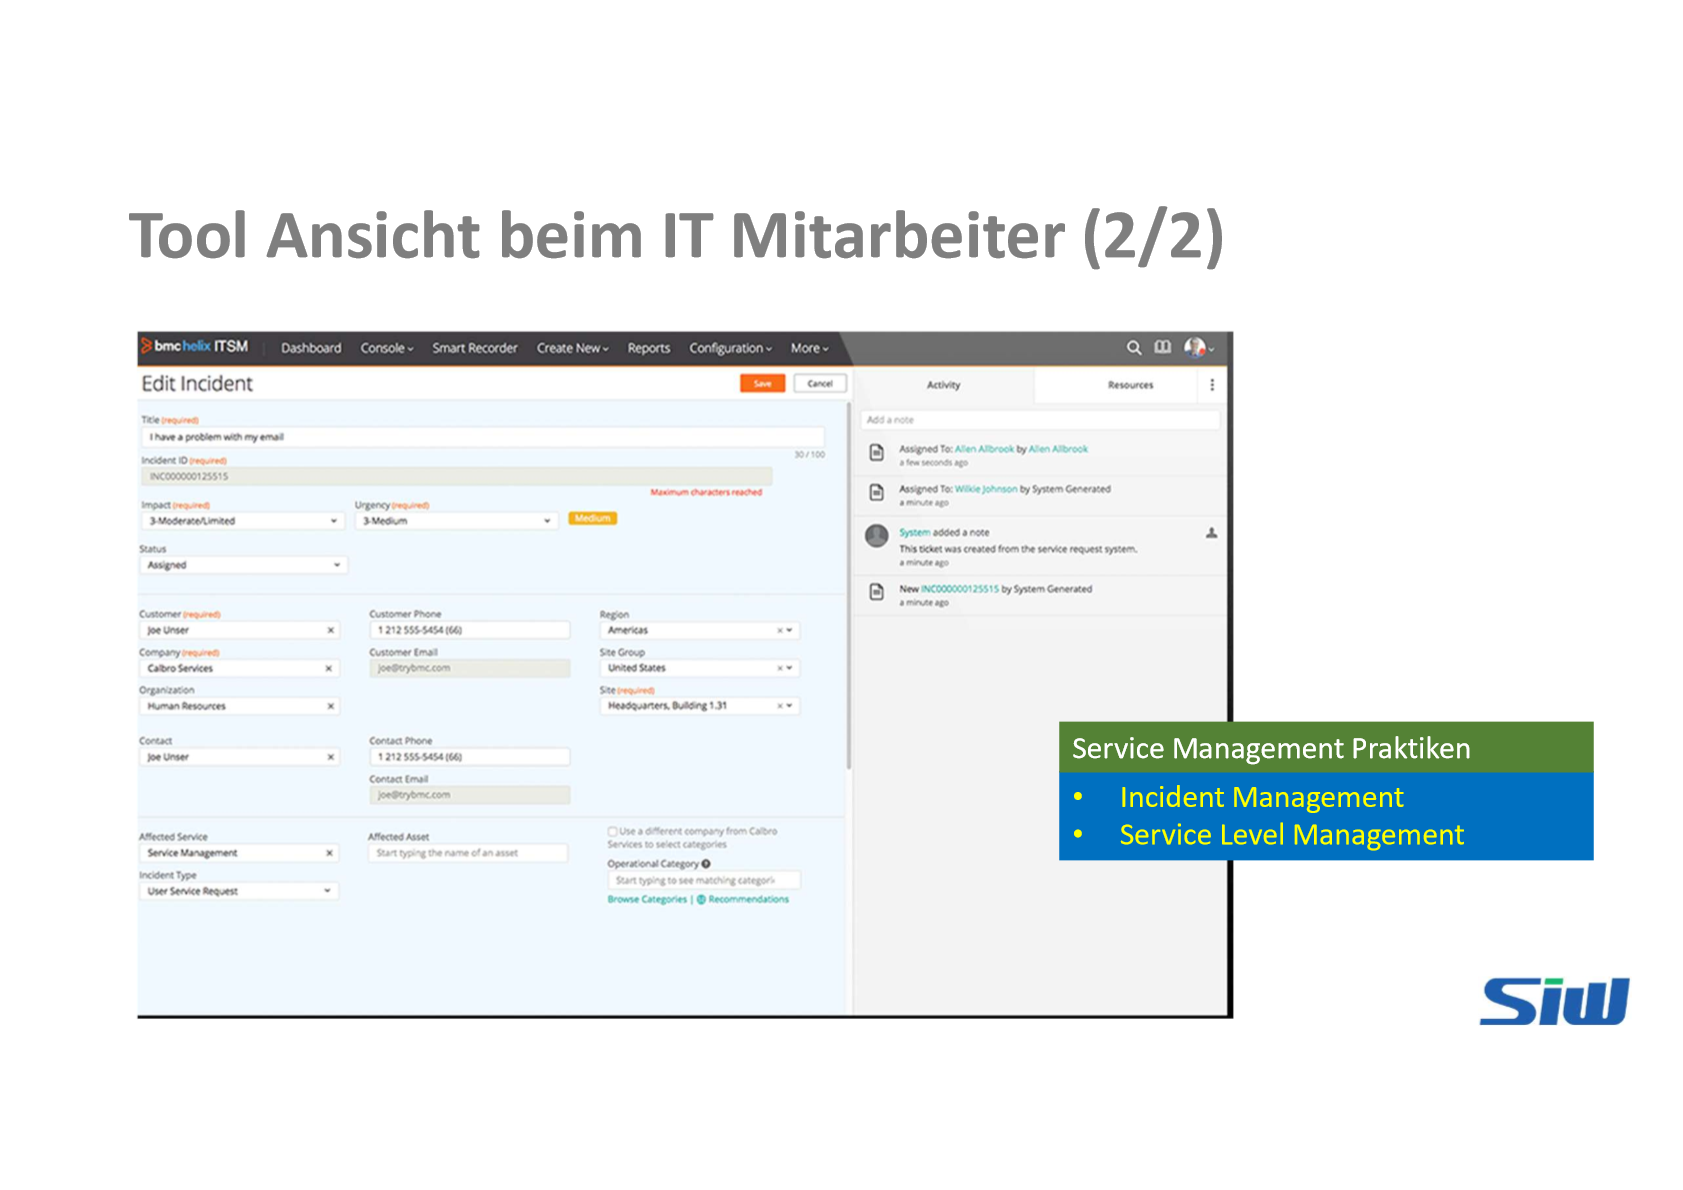 Tool Ansicht beim IT Mitarbeiter (2/2)
bmc helix ITSM Dashboard Console Smart Recorder Create New Reports Configuration More
Edit Incident Save Cancel
Title (required)
I have a problem with my email
30 / 100
Incident ID (required)
INC000000125515
Maximum characters reached
Impact (required) Urgency (required)
3-Moderate/Limited 3-Medium Medium
Status
Assigned
Customer (required) Customer Phone Region
Joe Unser 1 212 555-5454 (66) Americas
Company (required) Customer Email Site Group
Calbro Services joe@trybmc.com United States
Organization Site (required)
Human Resources Headquarters, Building 1.31
Contact Contact Phone
Joe Unser 1 212 555-5454 (66)
Contact Email
joe@trybmc.com
Affected Service Affected Asset Use a different company from Calbro
Services to select categories
Service Management Start typing the name of an asset
Operational Category
Incident Type Start typing to see matching categori
User Service Request
Browse Categories | Recommendations
Activity Resources
Add a note
Assigned To: Allen Allbrook by Allen Allbrook
a few seconds ago
Assigned To: Wilkie Johnson by System Generated
a minute ago
System added a note
This ticket was created from the service request system.
a minute ago
New INC000000125515 by System Generated
a minute ago
Service Management Praktiken
• Incident Management
• Service Level Management
SIW